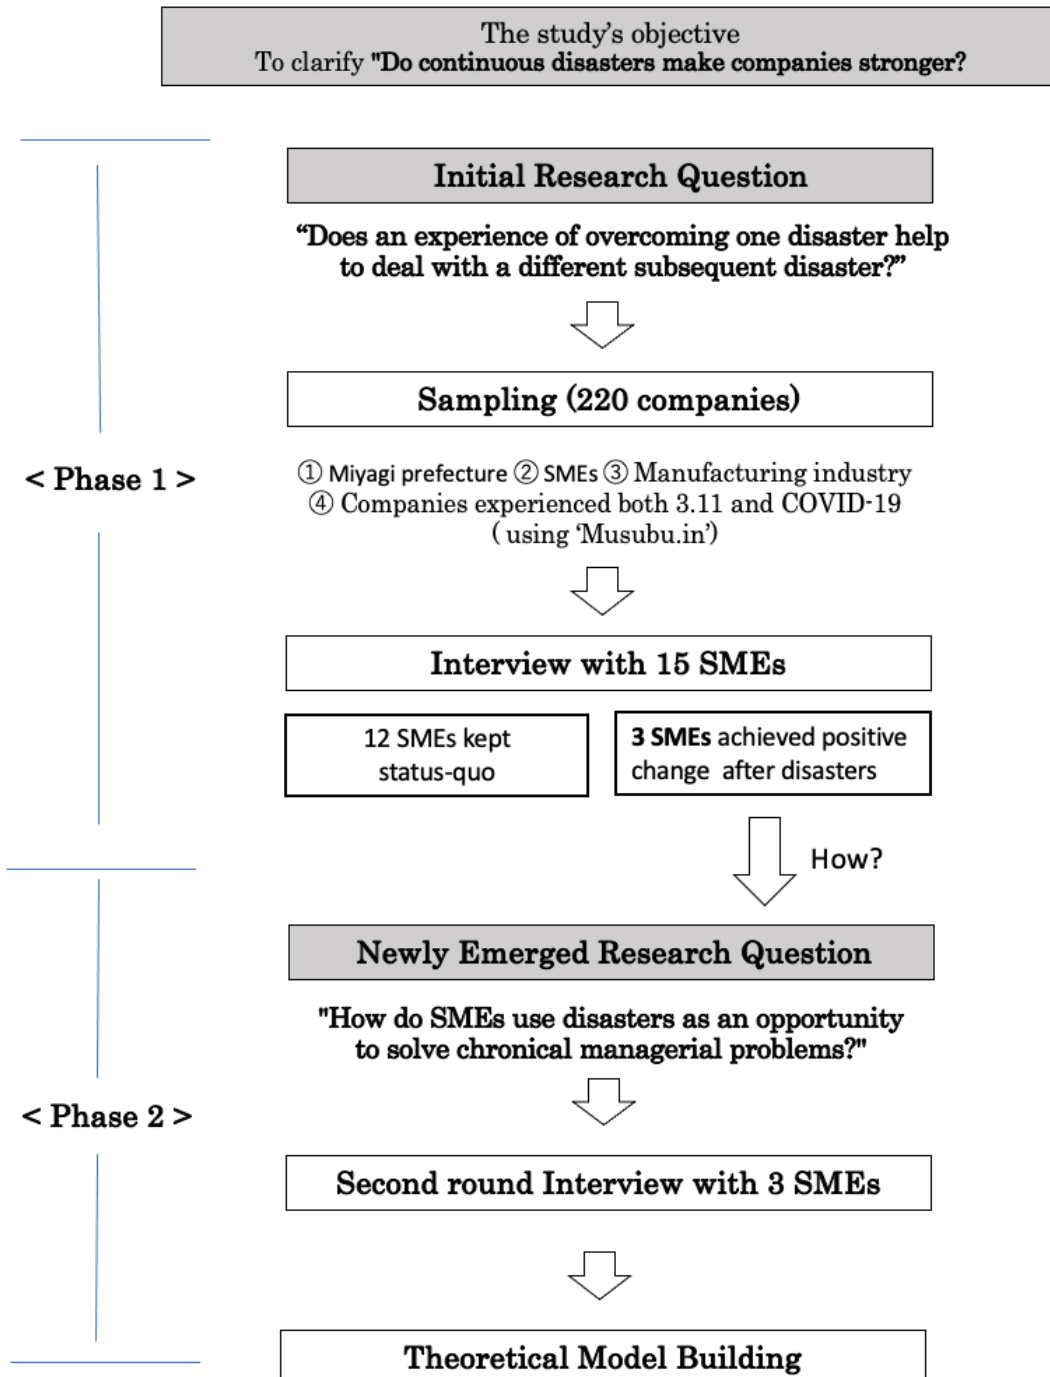 The study's objective
To clarify "Do continuous disasters make companies stronger?
Initial Research Question
“Does an experience of overcoming one disaster help
to deal with a different subsequent disaster?”
Sampling (220 companies)
< Phase 1 >
① Miyagi prefecture ② SMEs ③ Manufacturing industry
④ Companies experienced both 3.11 and COVID-19
( using ‘Musubu.in’)
Interview with 15 SMEs
12 SMEs kept
status-quo
3 SMEs achieved positive
change after disasters
How?
Newly Emerged Research Question
"How do SMEs use disasters as an opportunity
to solve chronical managerial problems?"
< Phase 2 >
Second round Interview with 3 SMEs
Theoretical Model Building